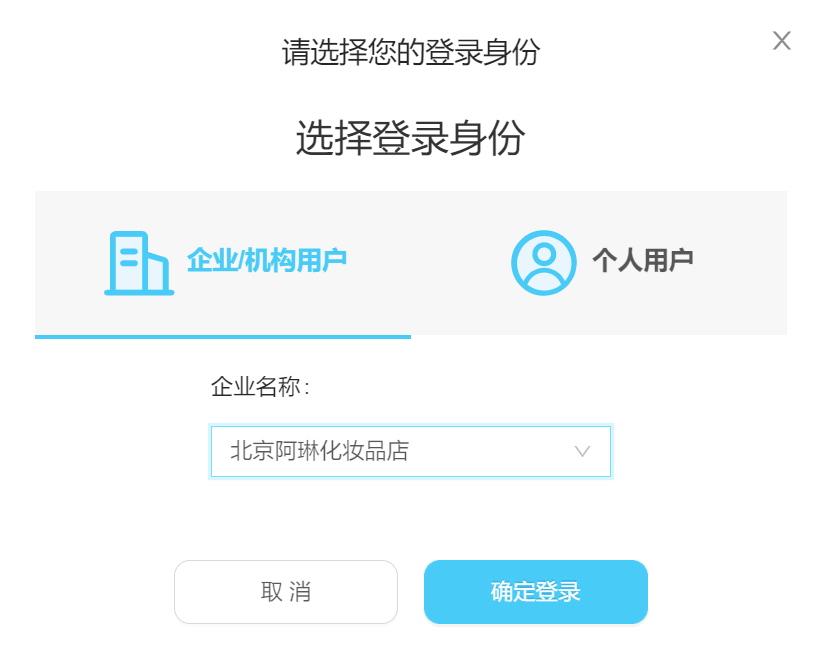 请选择您的登录身份
选择登录身份
企业/机构用户
个人用户
企业名称:
北京阿琳化妆品店
取 消
确定登录